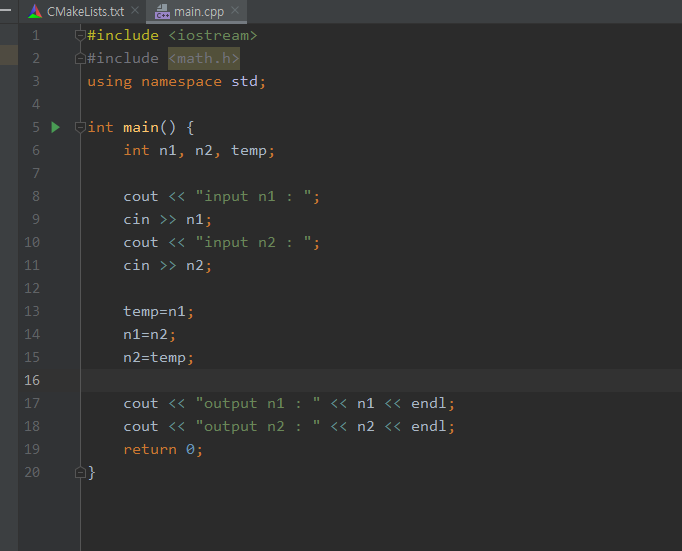 CMakeLists.txt main.cpp
1 #include <iostream>
2 #include <math.h>
3 using namespace std;
4
5 int main() {
6 int n1, n2, temp;
7
8 cout << "input n1 : ";
9 cin >> n1;
10 cout << "input n2 : ";
11 cin >> n2;
12
13 temp=n1;
14 n1=n2;
15 n2=temp;
16
17 cout << "output n1 : " << n1 << endl;
18 cout << "output n2 : " << n2 << endl;
19 return 0;
20 }